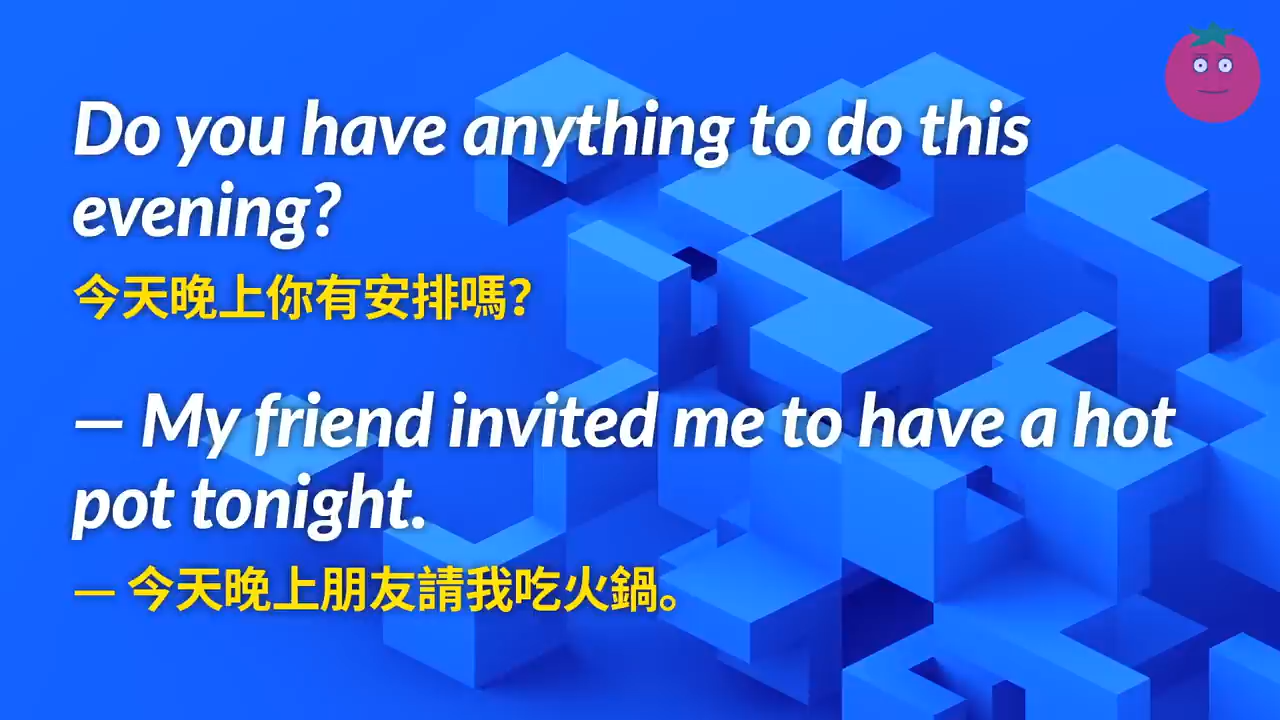 Do you have anything to do this
evening?
今天晚上你有安排嗎？
– My friend invited me to have a hot
pot tonight.
– 今天晚上朋友請我吃火鍋。